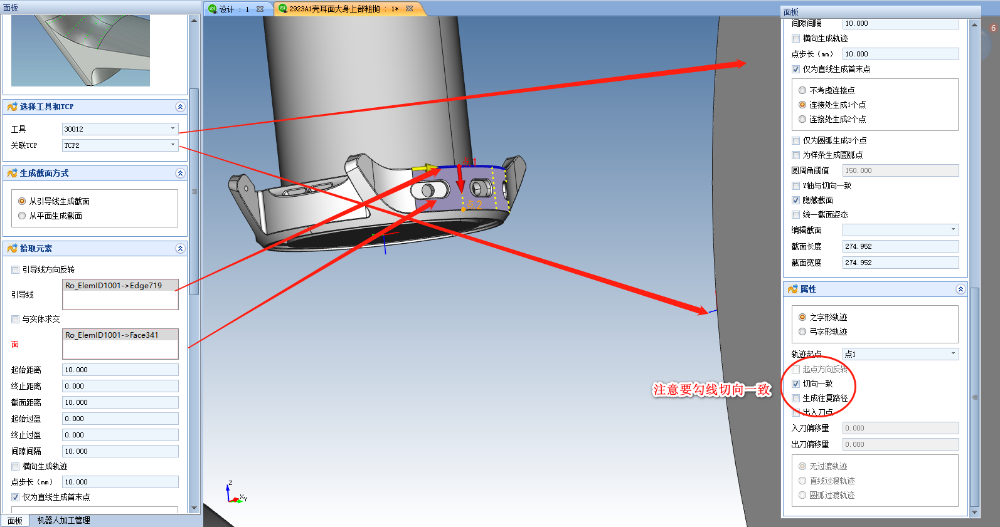 面板
选择工具和TCP
工具 30012
关联TCP TCP2
生成截面方式
从引导线生成截面
从平面生成截面
拾取元素
引导线方向反转
引导线 Ro_ElemID1001->Edge719
与实体求交
面 Ro_ElemID1001->Face341
起始距离 10.000
终止距离 0.000
截面距离 10.000
起始过盈 0.000
终止过盈 0.000
间隙间隔 10.000
横向生成轨迹
点步长（mm） 10.000
仅为直线生成首末点
面板 机器人加工管理
设计 : 1
2923A1壳耳面大身上部粗抛 : 1*
点1
点2
Z
X
Y
注意要勾线切向一致
面板
间隙间隔 10.000
横向生成轨迹
点步长（mm） 10.000
仅为直线生成首末点
不考虑连接点
连接处生成1个点
连接处生成2个点
仅为圆弧生成3个点
为样条生成圆弧点
圆周角阈值 150.000
Y轴与切向一致
隐藏截面
统一截面姿态
编辑截面
截面长度 274.952
截面宽度 274.952
属性
之字形轨迹
弓字形轨迹
轨迹起点 点1
起点方向反转
切向一致
生成往复路径
出入刀点
入刀偏移量 0.000
出刀偏移量 0.000
无过渡轨迹
直线过渡轨迹
圆弧过渡轨迹
6